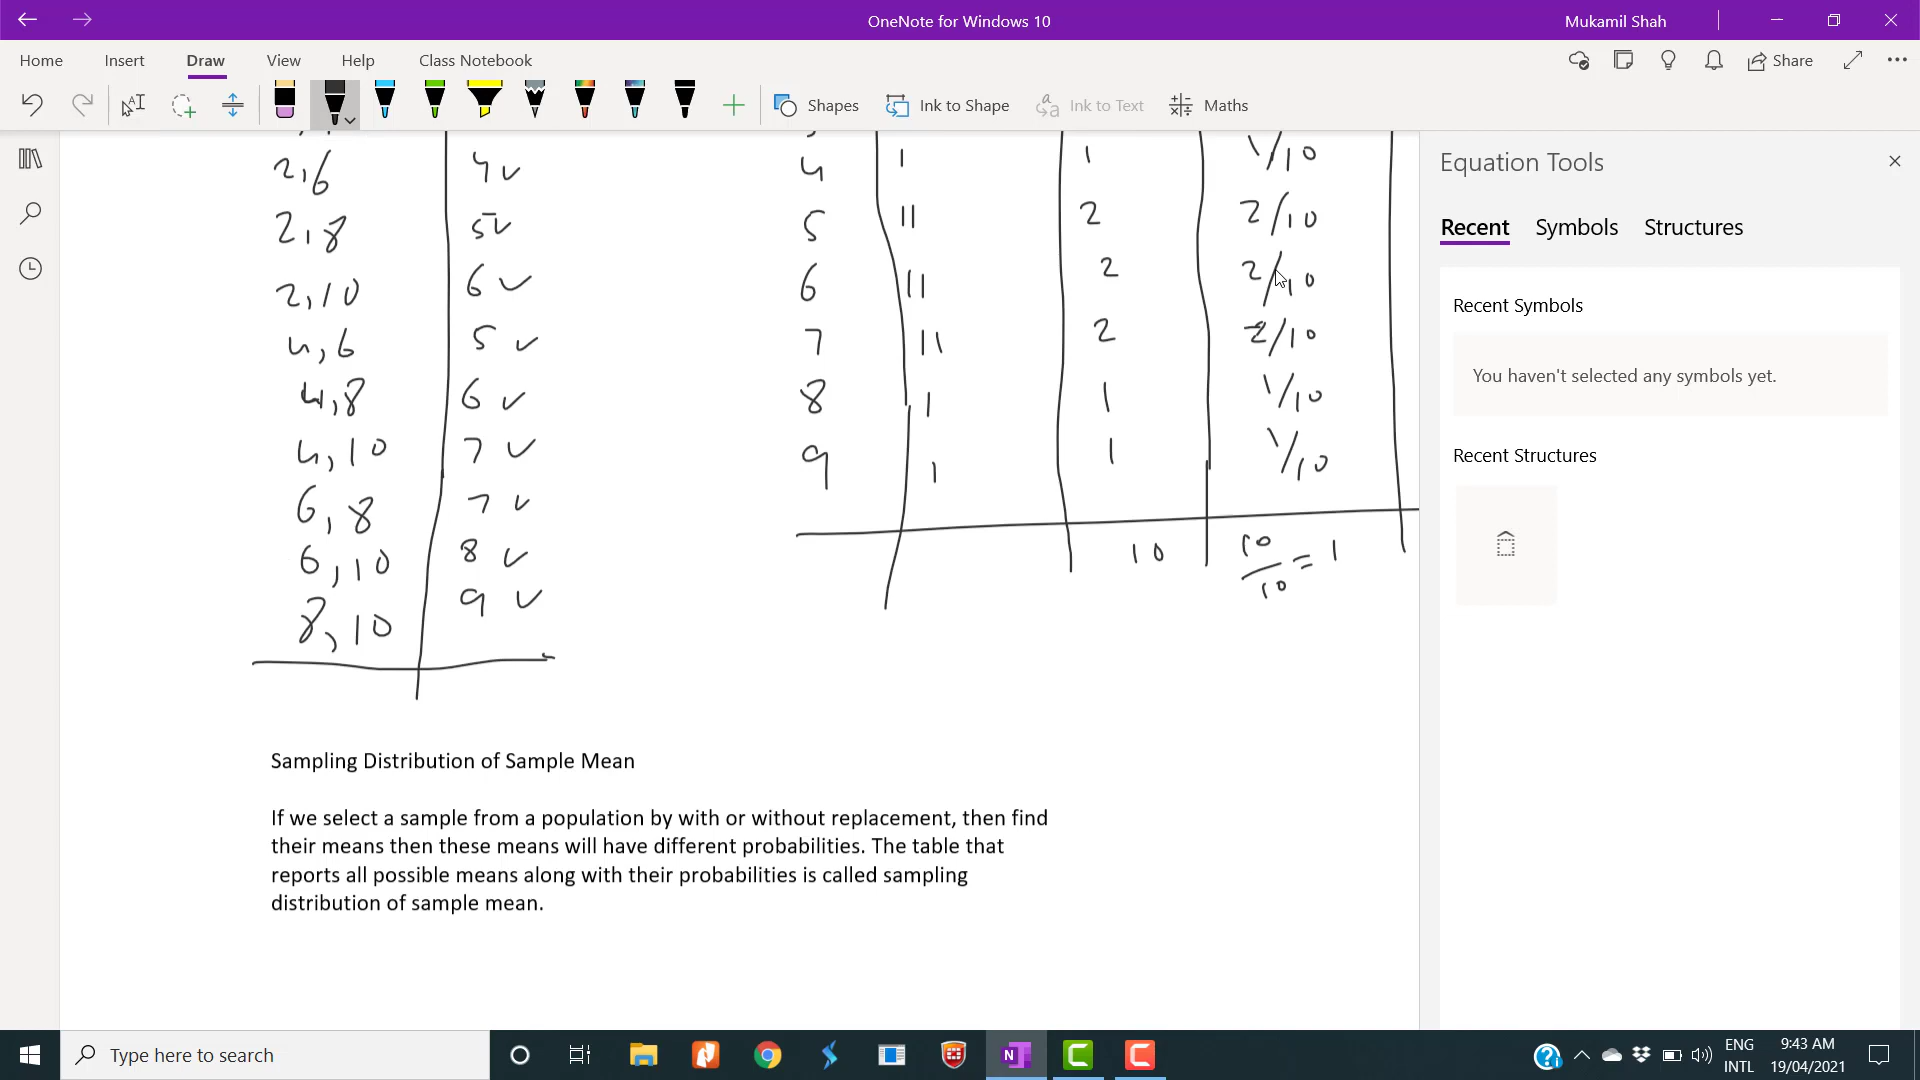 OneNote for Windows 10
Mukamil Shah
Home Insert Draw View Help Class Notebook
Share
Shapes
Ink to Shape
Ink to Text
Maths
2,6 4 ✓
2,8 5 ✓
2,10 6 ✓
4,6 5 ✓
4,8 6 ✓
4,10 7 ✓
6,8 7 ✓
6,10 8 ✓
8,10 9 ✓
4 | 1 1/10
5 || 2 2/10
6 || 2 2/10
7 || 2 2/10
8 | 1 1/10
9 | 1 1/10
10 10/10 = 1
Sampling Distribution of Sample Mean
If we select a sample from a population by with or without replacement, then find
their means then these means will have different probabilities. The table that
reports all possible means along with their probabilities is called sampling
distribution of sample mean.
Equation Tools
Recent Symbols Structures
Recent Symbols
You haven't selected any symbols yet.
Recent Structures
Type here to search
ENG
INTL
9:43 AM
19/04/2021